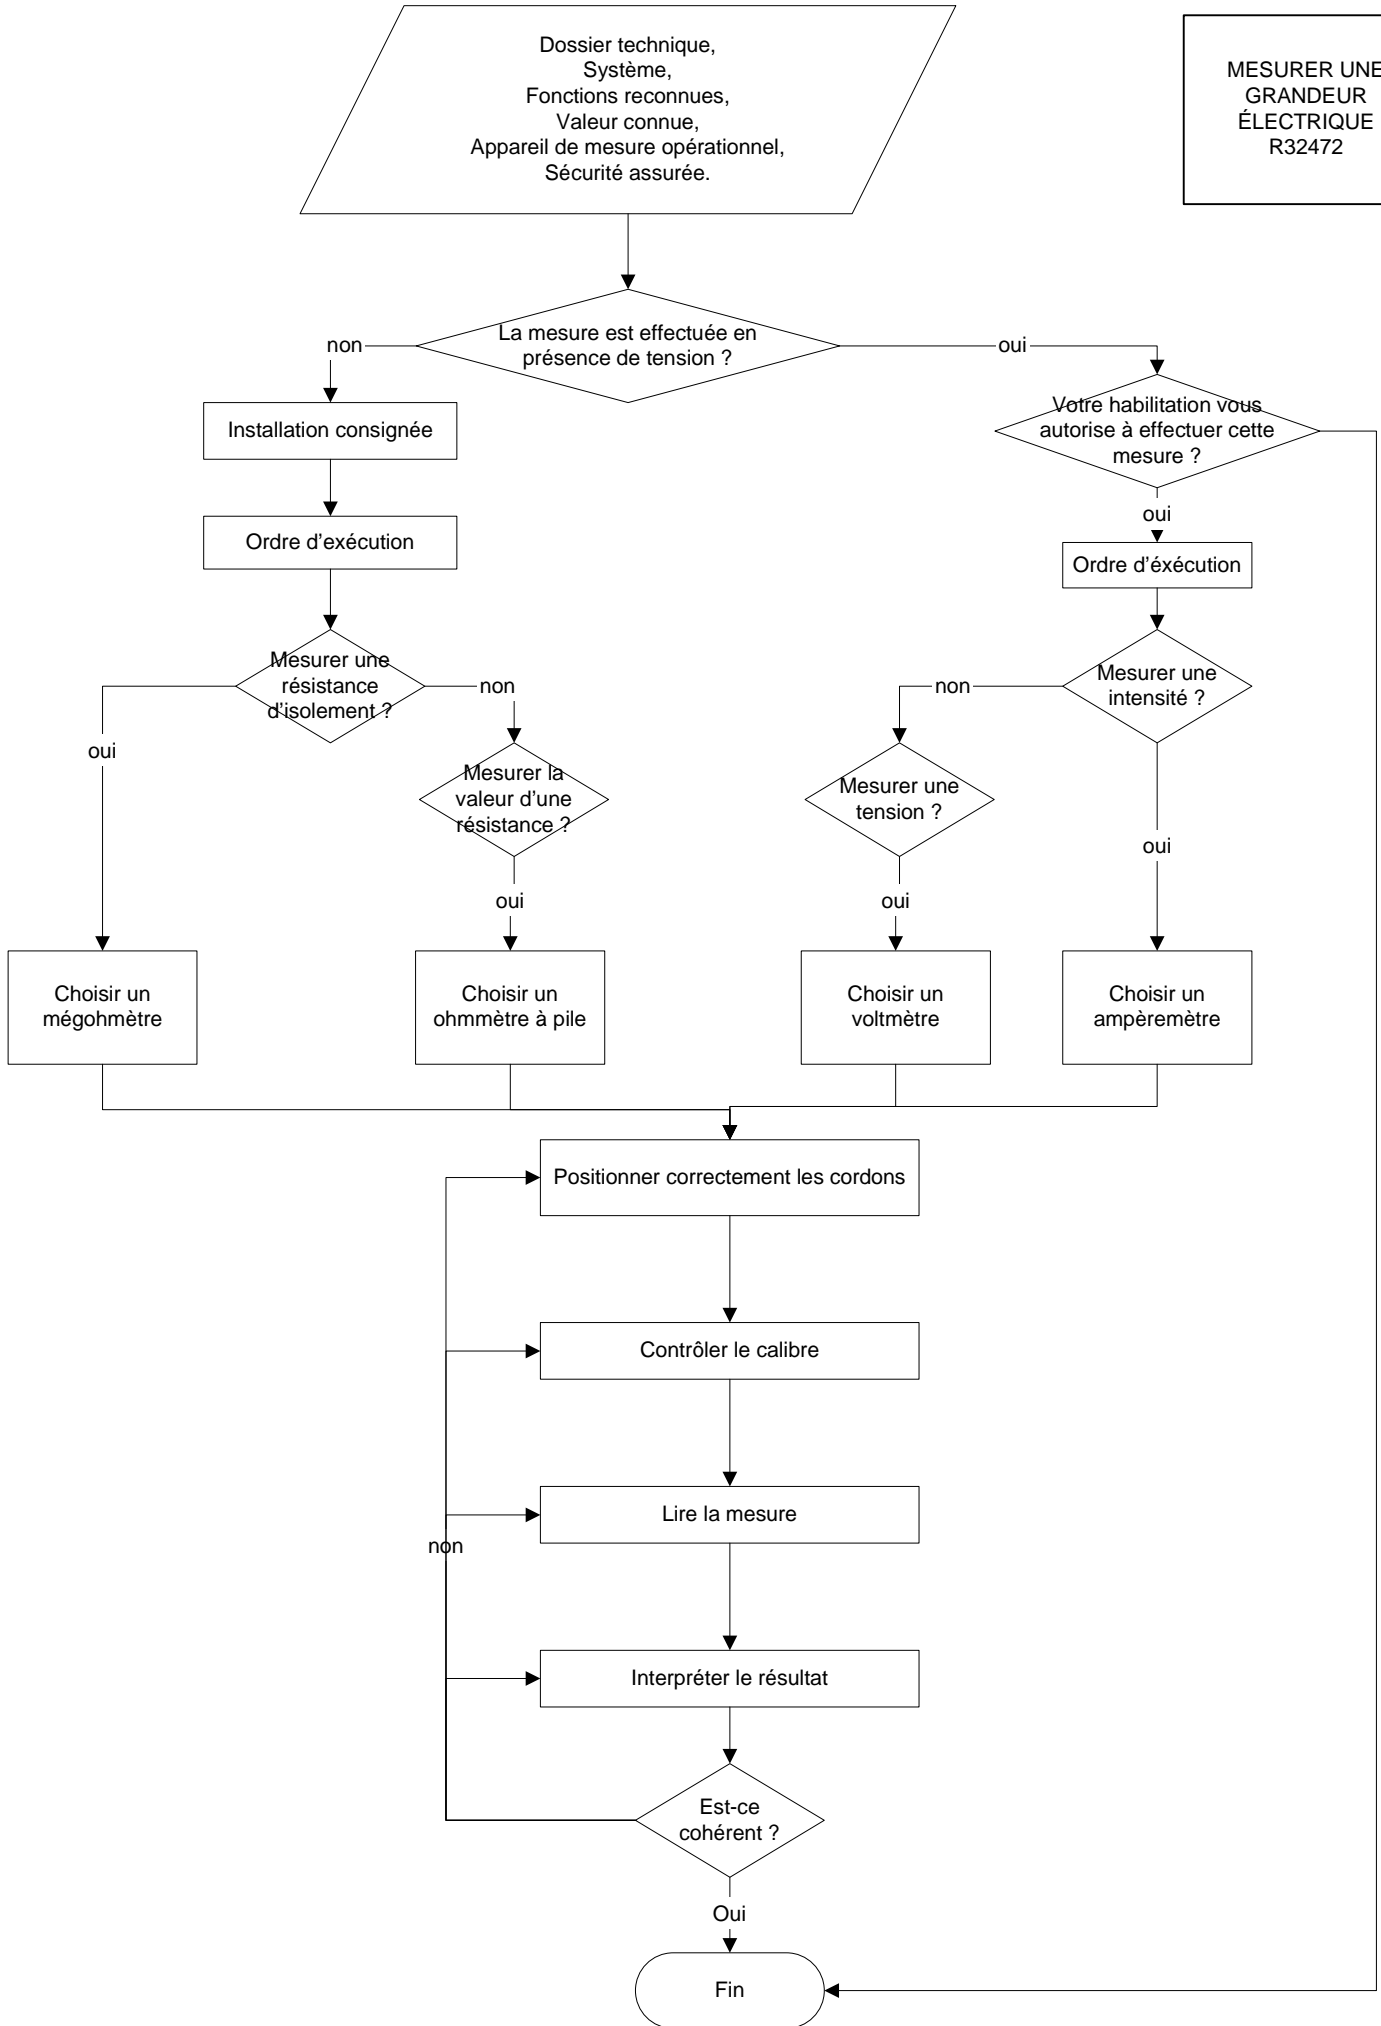 Dossier technique,
Système,
Fonctions reconnues,
Valeur connue,
Appareil de mesure opérationnel,
Sécurité assurée.
MESURER UNE
GRANDEUR
ÉLECTRIQUE
R32472
La mesure est effectuée en
présence de tension ?
non
oui
Installation consignée
Votre habilitation vous
autorise à effectuer cette
mesure ?
oui
Ordre d'exécution
Ordre d'éxécution
Mesurer une
résistance
d'isolement ?
non
oui
Mesurer une
intensité ?
non
oui
Mesurer la
valeur d'une
résistance ?
oui
Mesurer une
tension ?
oui
Choisir un
mégohmètre
Choisir un
ohmmètre à pile
Choisir un
voltmètre
Choisir un
ampèremètre
Positionner correctement les cordons
Contrôler le calibre
Lire la mesure
non
Interpréter le résultat
Est-ce
cohérent ?
Oui
Fin